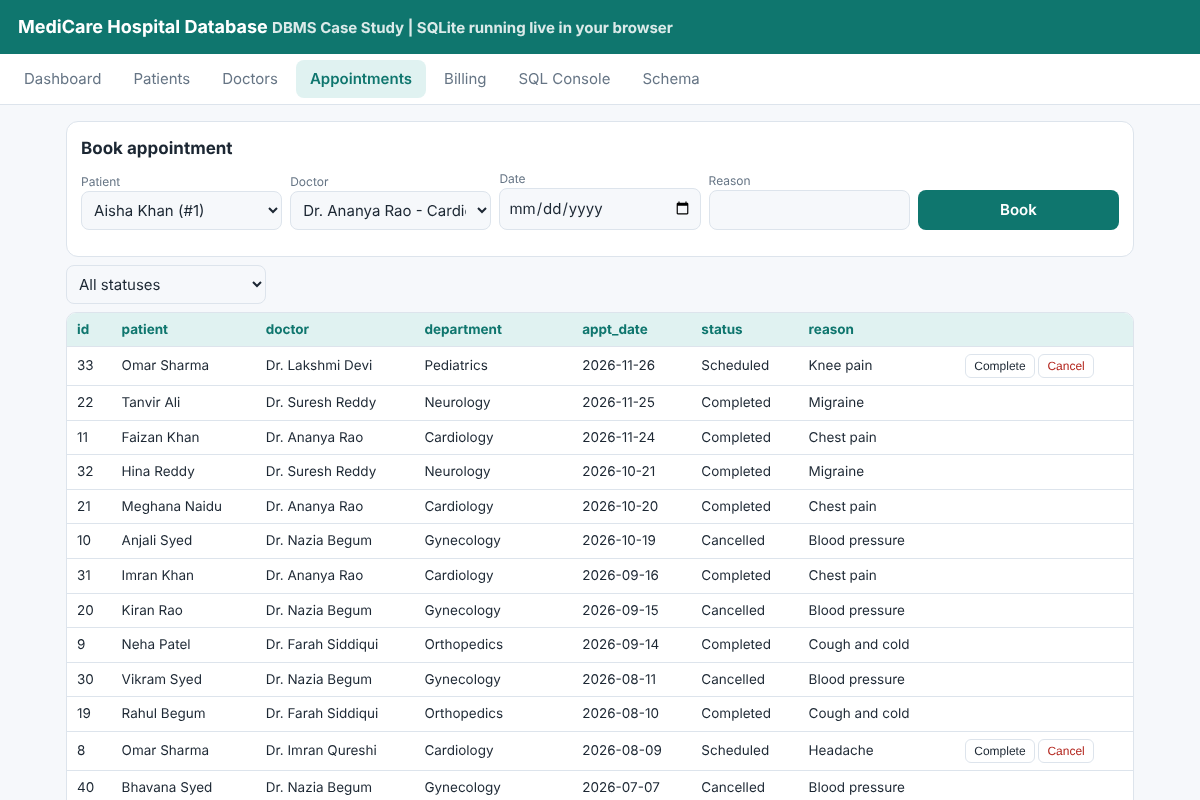 MediCare Hospital Database DBMS Case Study | SQLite running live in your browser
Dashboard Patients Doctors Appointments Billing SQL Console Schema
Book appointment
Patient Doctor Date Reason
Aisha Khan (#1) Dr. Ananya Rao - Cardi mm/dd/yyyy Book
All statuses
id patient doctor department appt_date status reason
33 Omar Sharma Dr. Lakshmi Devi Pediatrics 2026-11-26 Scheduled Knee pain Complete Cancel
22 Tanvir Ali Dr. Suresh Reddy Neurology 2026-11-25 Completed Migraine
11 Faizan Khan Dr. Ananya Rao Cardiology 2026-11-24 Completed Chest pain
32 Hina Reddy Dr. Suresh Reddy Neurology 2026-10-21 Completed Migraine
21 Meghana Naidu Dr. Ananya Rao Cardiology 2026-10-20 Completed Chest pain
10 Anjali Syed Dr. Nazia Begum Gynecology 2026-10-19 Cancelled Blood pressure
31 Imran Khan Dr. Ananya Rao Cardiology 2026-09-16 Completed Chest pain
20 Kiran Rao Dr. Nazia Begum Gynecology 2026-09-15 Cancelled Blood pressure
9 Neha Patel Dr. Farah Siddiqui Orthopedics 2026-09-14 Completed Cough and cold
30 Vikram Syed Dr. Nazia Begum Gynecology 2026-08-11 Cancelled Blood pressure
19 Rahul Begum Dr. Farah Siddiqui Orthopedics 2026-08-10 Completed Cough and cold
8 Omar Sharma Dr. Imran Qureshi Cardiology 2026-08-09 Scheduled Headache Complete Cancel
40 Bhavana Syed Dr. Nazia Begum Gynecology 2026-07-07 Cancelled Blood pressure